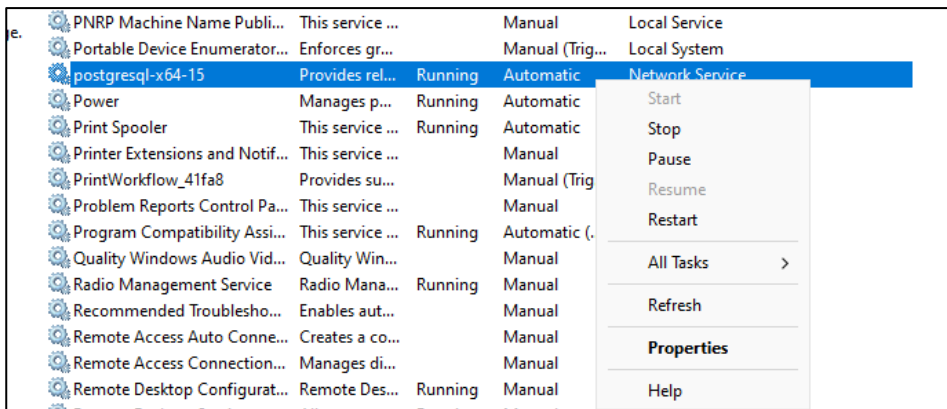 ge.
PNRP Machine Name Publi... This service ... Manual Local Service
Portable Device Enumerator... Enforces gr... Manual (Trig... Local System
postgresql-x64-15 Provides rel... Running Automatic Network Service
Power Manages p... Running Automatic Start
Print Spooler This service ... Running Automatic Stop
Printer Extensions and Notif... This service ... Manual Pause
PrintWorkflow_41fa8 Provides su... Manual (Trig Resume
Problem Reports Control Pa... This service ... Manual Restart
Program Compatibility Assi... This service ... Running Automatic (.
Quality Windows Audio Vid... Quality Win... Manual All Tasks >
Radio Management Service Radio Mana... Running Manual Refresh
Recommended Troublesho... Enables aut... Manual
Remote Access Auto Conne... Creates a co... Manual Properties
Remote Access Connection... Manages di... Manual
Remote Desktop Configurat... Remote Des... Running Manual Help